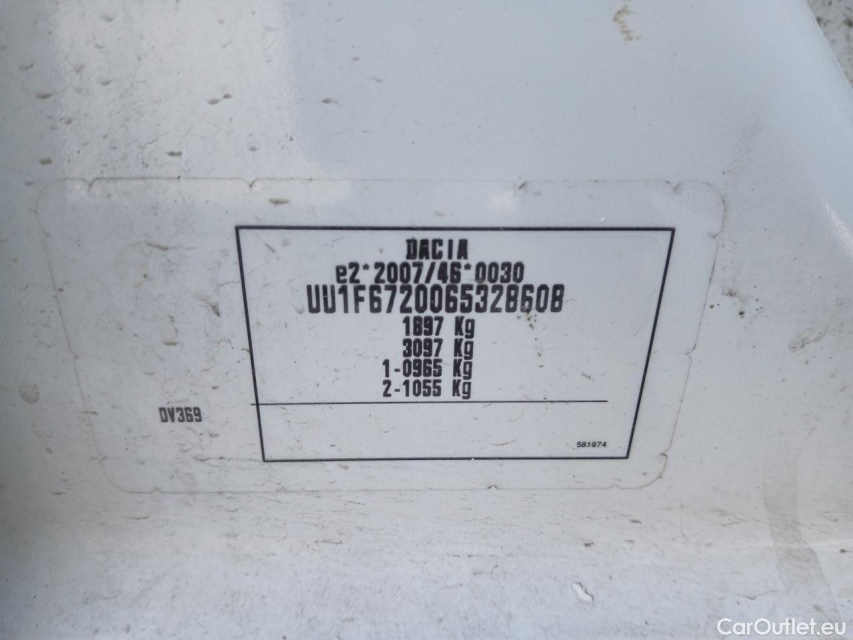 DACIA
e2*2007/46*0030
UU1F6720065328608
1897 Kg
3097 Kg
1-0965 Kg
2-1055 Kg
DV369
581874
CarOutlet.eu